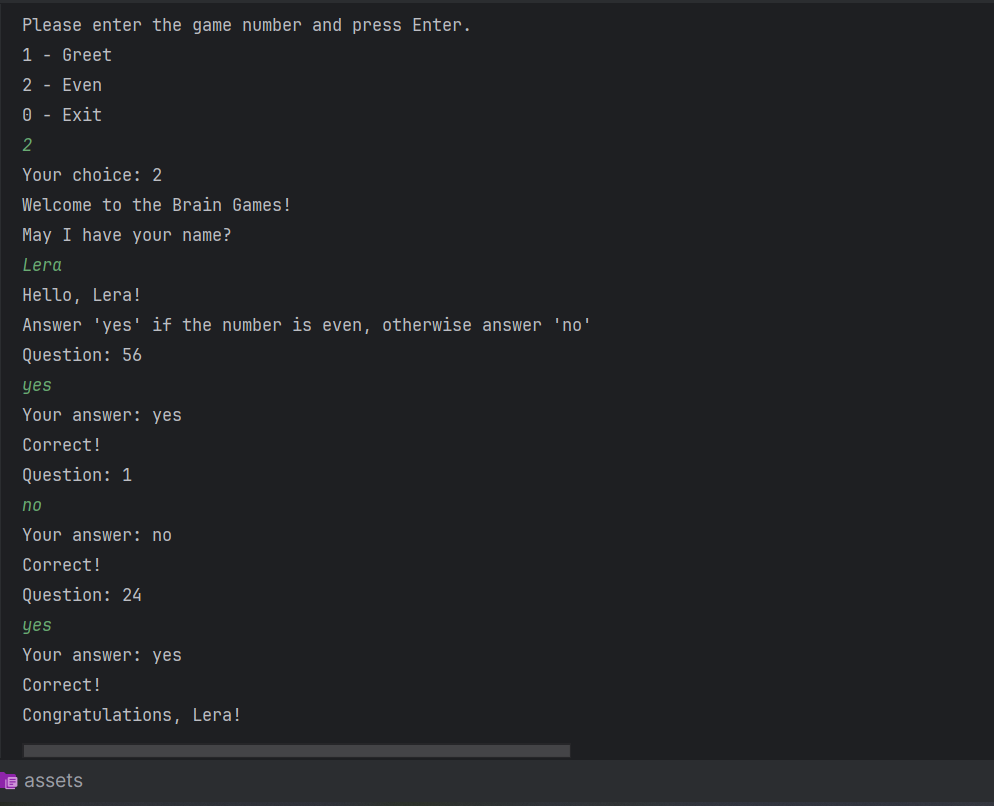 Please enter the game number and press Enter.
1 - Greet
2 - Even
0 - Exit
2
Your choice: 2
Welcome to the Brain Games!
May I have your name?
Lera
Hello, Lera!
Answer 'yes' if the number is even, otherwise answer 'no'
Question: 56
yes
Your answer: yes
Correct!
Question: 1
no
Your answer: no
Correct!
Question: 24
yes
Your answer: yes
Correct!
Congratulations, Lera!
assets